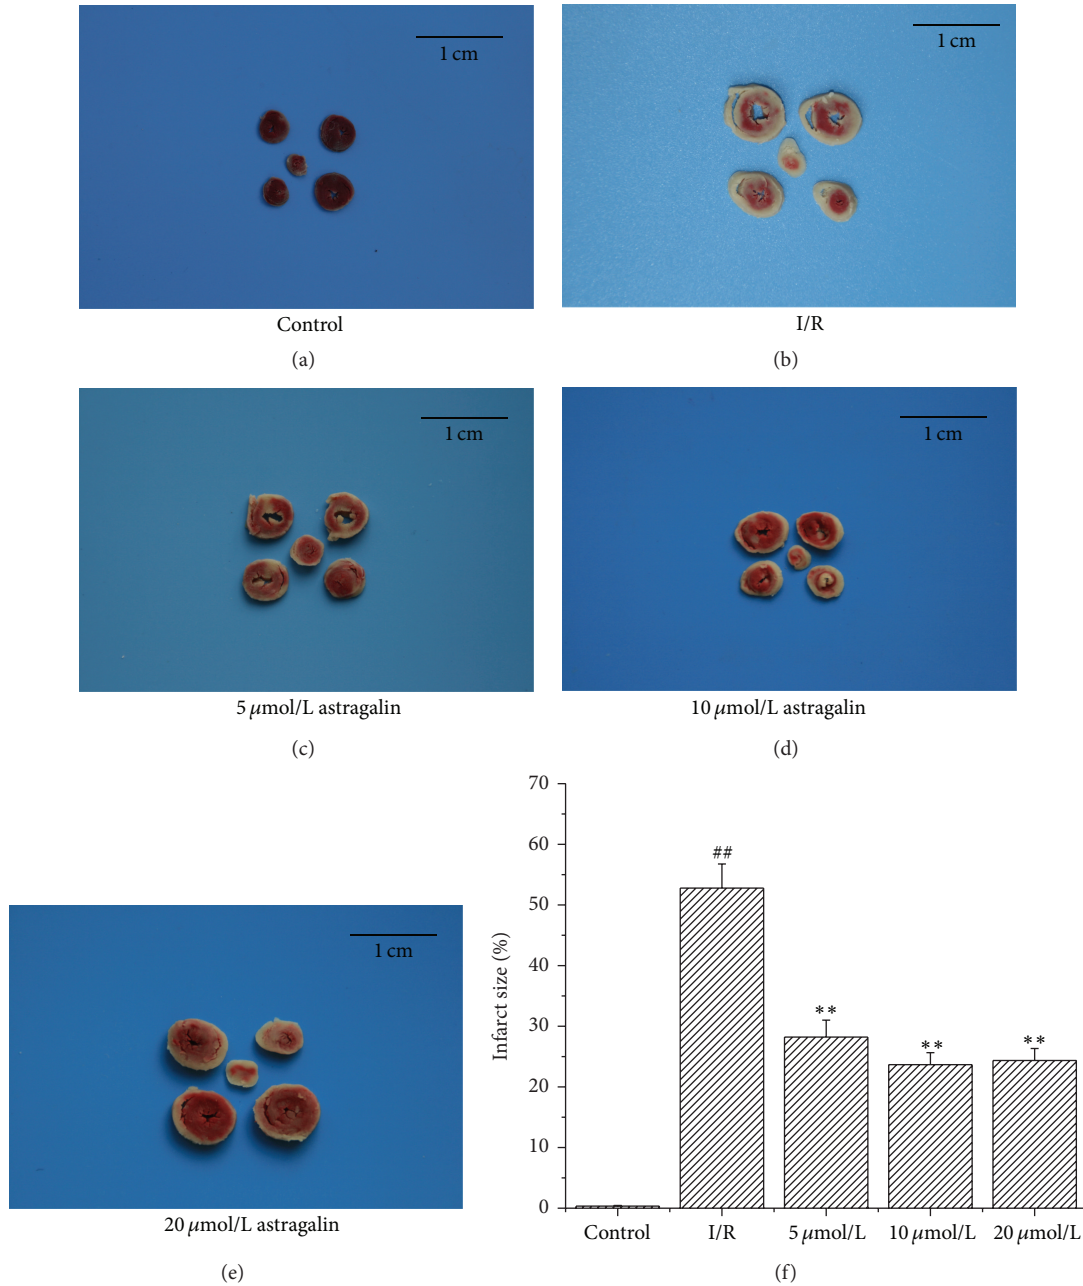 1 cm
Control
(a)
1 cm
I/R
(b)
1 cm
5 μmol/L astragalin
(c)
1 cm
10 μmol/L astragalin
(d)
1 cm
20 μmol/L astragalin
(e)
70
60
50
40
30
20
10
0
Infarct size (%)
##
**
**
**
Control I/R 5 μmol/L 10 μmol/L 20 μmol/L
(f)